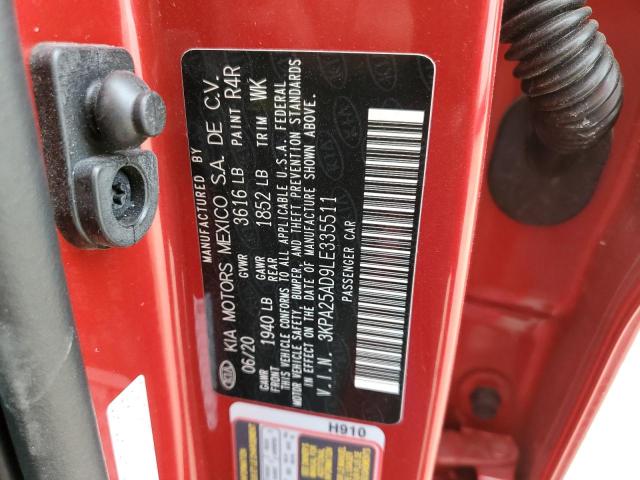 MANUFACTURED BY
KIA MOTORS MEXICO S.A. DE C.V.
06/20 GVWR 3616 LB PAINT R4R
GAWR FRONT 1940 LB GAWR REAR 1852 LB TRIM WK
THIS VEHICLE CONFORMS TO ALL APPLICABLE U.S.A. FEDERAL
MOTOR VEHICLE SAFETY, BUMPER, AND THEFT PREVENTION STANDARDS
IN EFFECT ON THE DATE OF MANUFACTURE SHOWN ABOVE.
V.I.N. 3KPA25AD9LE335511
PASSENGER CAR
KIA
H910